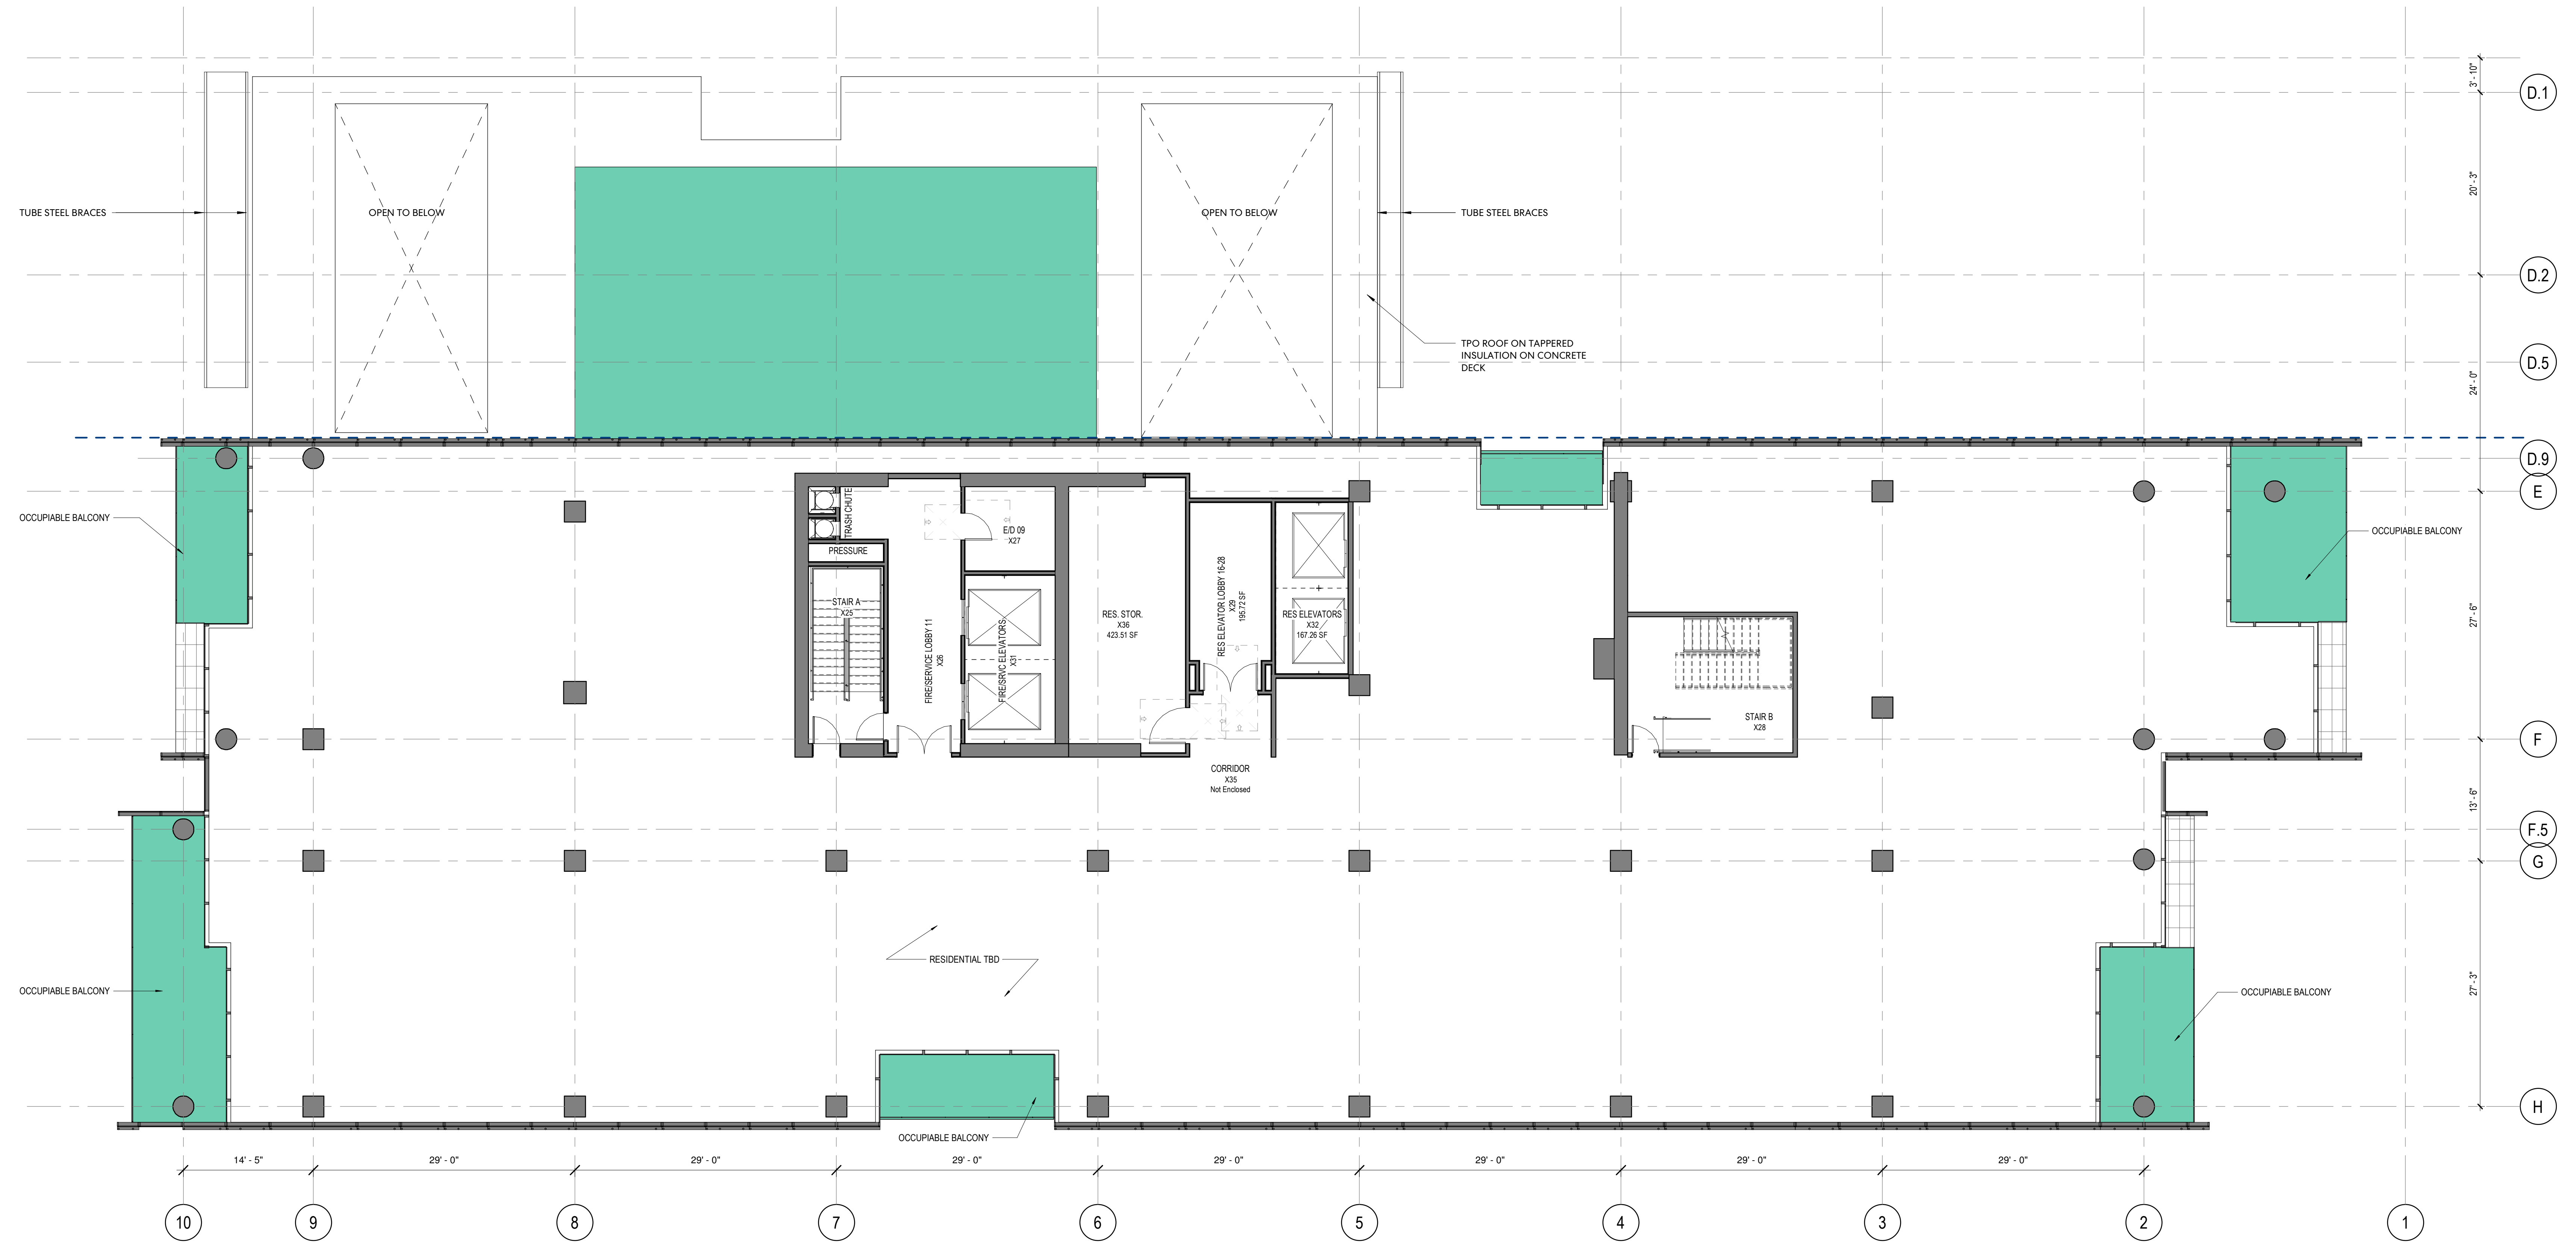 3' - 10"
D.1
20' - 3"
TUBE STEEL BRACES
OPEN TO BELOW
OPEN TO BELOW
TUBE STEEL BRACES
D.2
TPO ROOF ON TAPPERED
INSULATION ON CONCRETE
DECK
D.5
24' - 0"
D.9
E
TRASH CHUTE
OCCUPIABLE BALCONY
E/D 09
X27
OCCUPIABLE BALCONY
PRESSURE
STAIR A
X25
FIRE/SERVICE LOBBY 11
X26
FIRE/SRVC ELEVATORS
X31
RES. STOR.
X36
423.51 SF
RES ELEVATOR LOBBY 16-28
X29
195.72 SF
RES ELEVATORS
X32
167.26 SF
27' - 6"
STAIR B
X28
F
CORRIDOR
X35
Not Enclosed
13' - 6"
F.5
G
RESIDENTIAL TBD
27' - 3"
OCCUPIABLE BALCONY
OCCUPIABLE BALCONY
H
OCCUPIABLE BALCONY
14' - 5"
29' - 0"
29' - 0"
29' - 0"
29' - 0"
29' - 0"
29' - 0"
29' - 0"
10
9
8
7
6
5
4
3
2
1